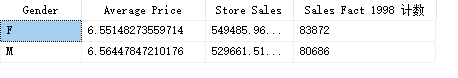 Gender Average Price Store Sales Sales Fact 1998 计数
F 6.55148273559714 549485.96... 83872
M 6.56447847210176 529661.51... 80686